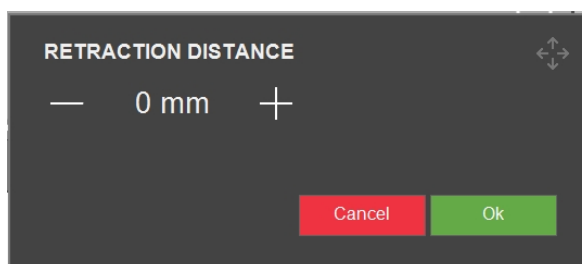 RETRACTION DISTANCE
— 0 mm +
Cancel Ok